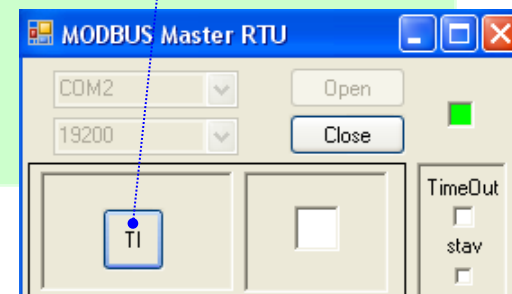 MODBUS Master RTU
COM2
Open
19200
Close
TimeOut
TI
stav